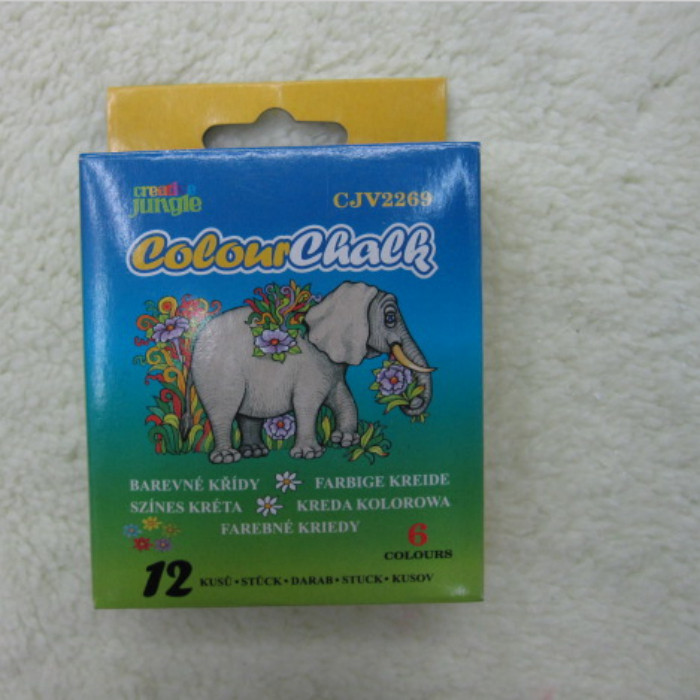 creative
jungle
CJV2269
ColourChalk
BAREVNÉ KŘÍDY FARBIGE KREIDE
SZÍNES KRÉTA KREDA KOLOROWA
FAREBNÉ KRIEDY
6
COLOURS
12 KUSŮ • STÜCK • DARAB • STUCK • KUSOV